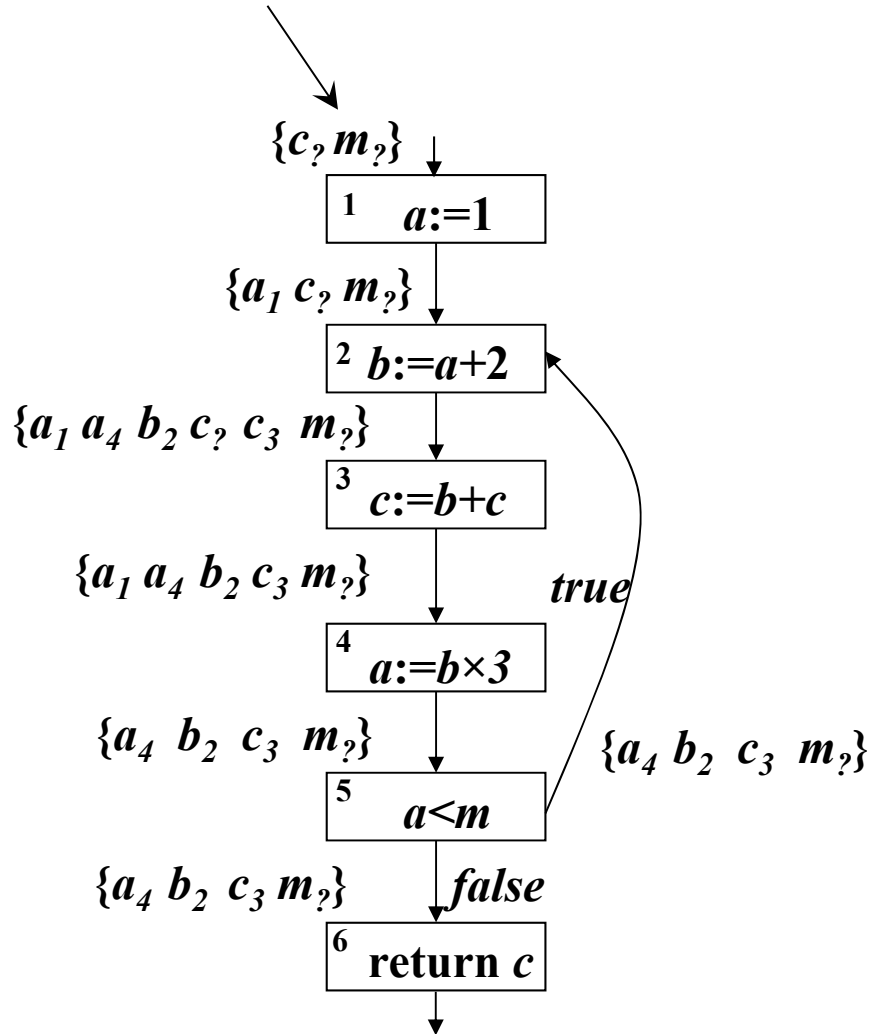 {c? m?}
1 a:=1
{a1 c? m?}
2 b:=a+2
{a1 a4 b2 c? c3 m?}
3 c:=b+c
{a1 a4 b2 c3 m?}
true
4 a:=b×3
{a4 b2 c3 m?}
{a4 b2 c3 m?}
5 a<m
{a4 b2 c3 m?}
false
6 return c